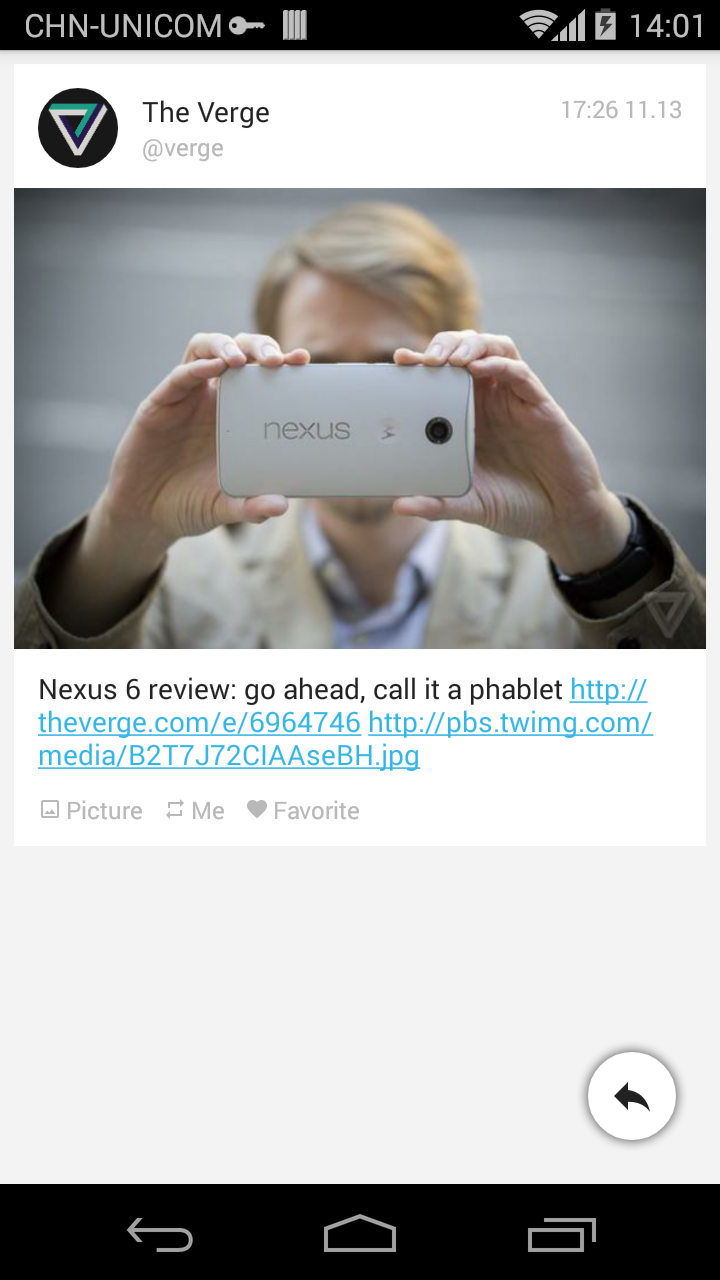 CHN-UNICOM 14:01
The Verge 17:26 11.13
@verge
nexus
Nexus 6 review: go ahead, call it a phablet http://
theverge.com/e/6964746 http://pbs.twimg.com/
media/B2T7J72CIAAseBH.jpg
Picture Me Favorite